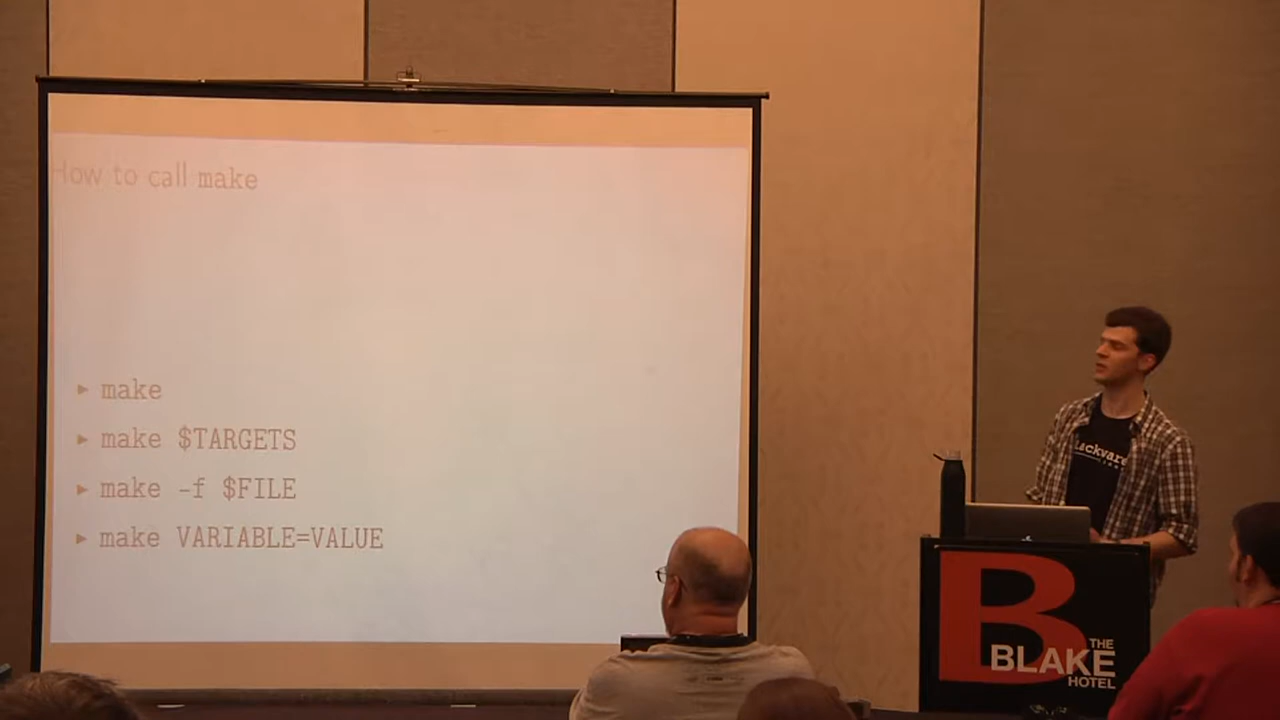 How to call make
▸ make
▸ make $TARGETS
▸ make -f $FILE
▸ make VARIABLE=VALUE
B
THE
BLAKE
HOTEL